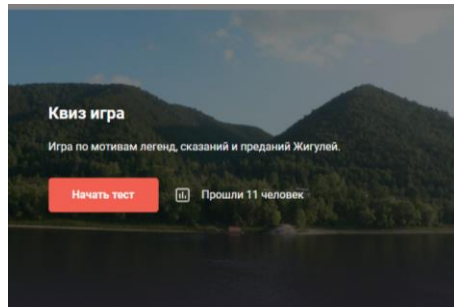 Квиз игра
Игра по мотивам легенд, сказаний и преданий Жигулей.
Начать тест Прошли 11 человек